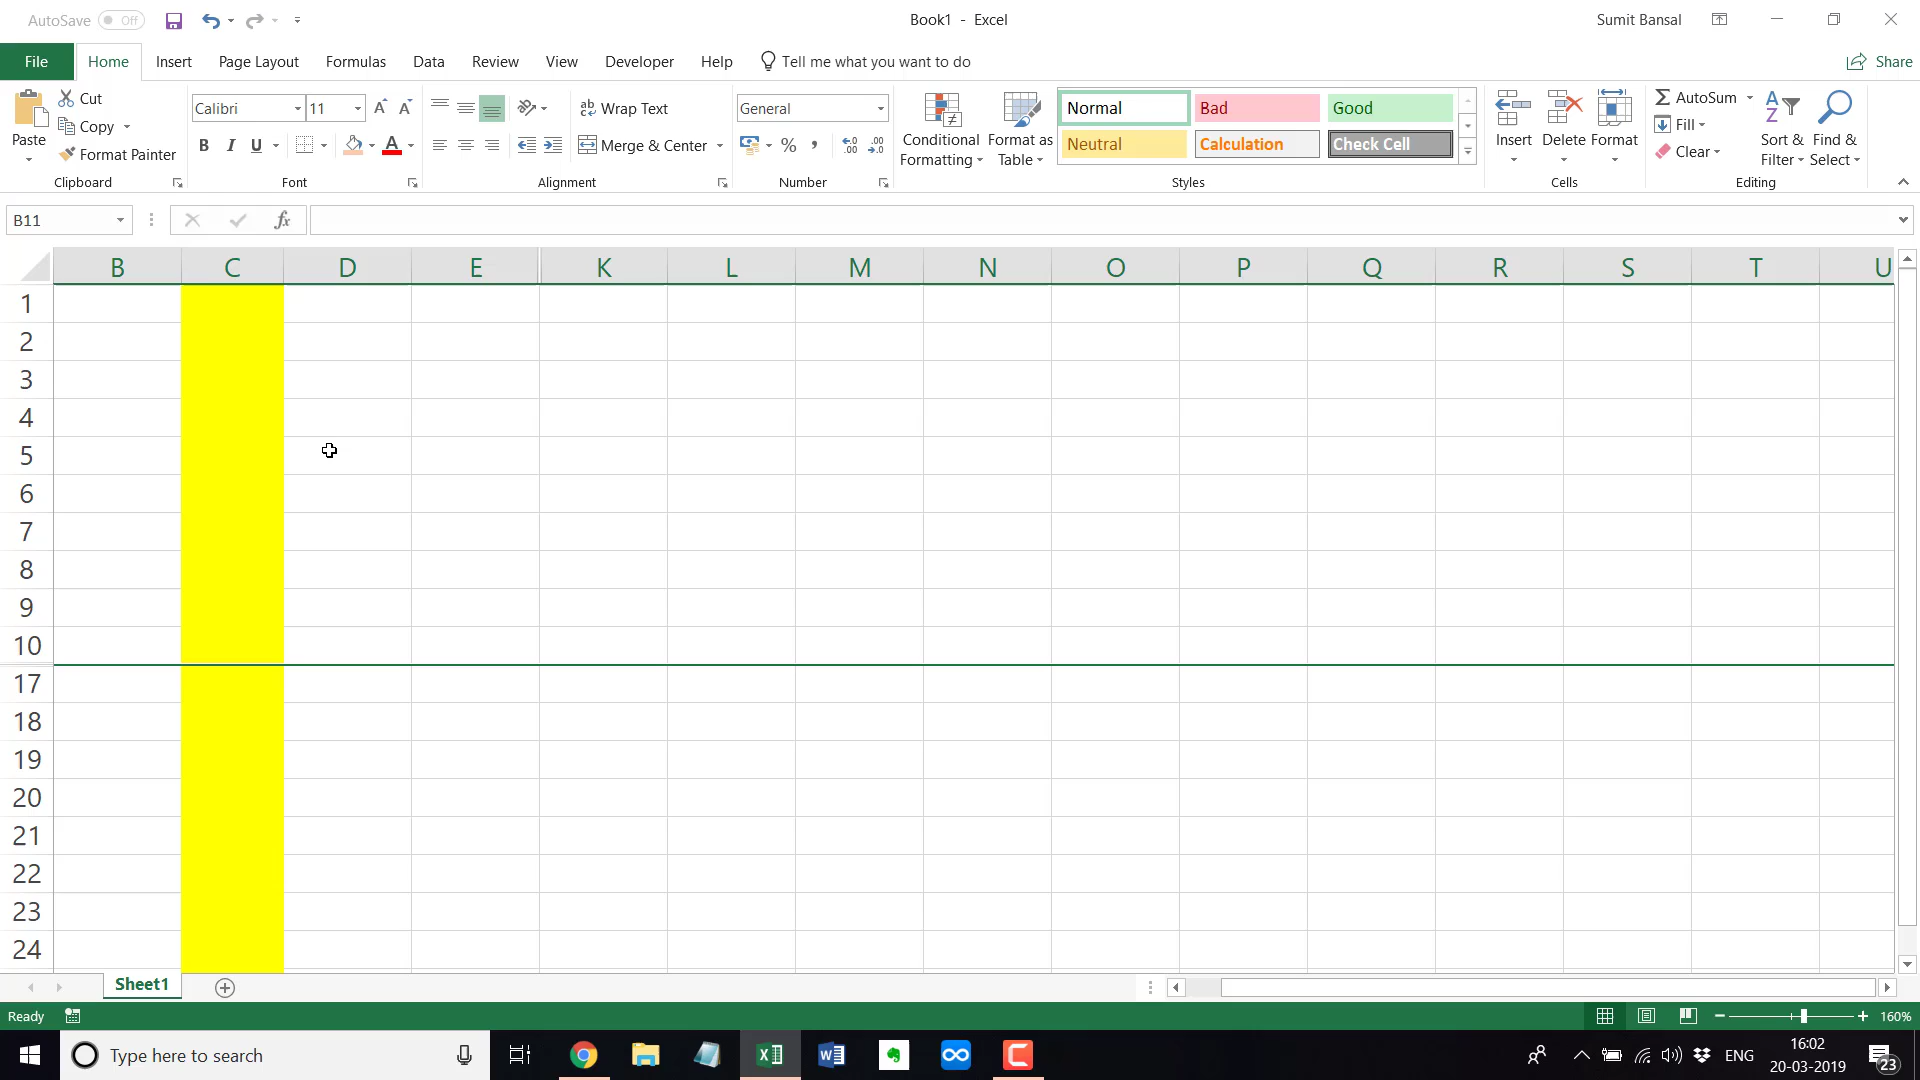 AutoSave Off Book1 - Excel Sumit Bansal
File Home Insert Page Layout Formulas Data Review View Developer Help Tell me what you want to do Share
Paste Cut Copy Format Painter Clipboard
Calibri 11 B I U A Font
Wrap Text Merge & Center Alignment
General % , Number
Conditional Formatting Format as Table
Normal Bad Good
Neutral Calculation Check Cell
Styles
Insert Delete Format Cells
AutoSum Fill Clear Sort & Filter Find & Select Editing
B11 fx
B C D E K L M N O P Q R S T U
1
2
3
4
5
6
7
8
9
10
17
18
19
20
21
22
23
24
Sheet1
Ready 160%
Type here to search ENG 16:02
20-03-2019 23